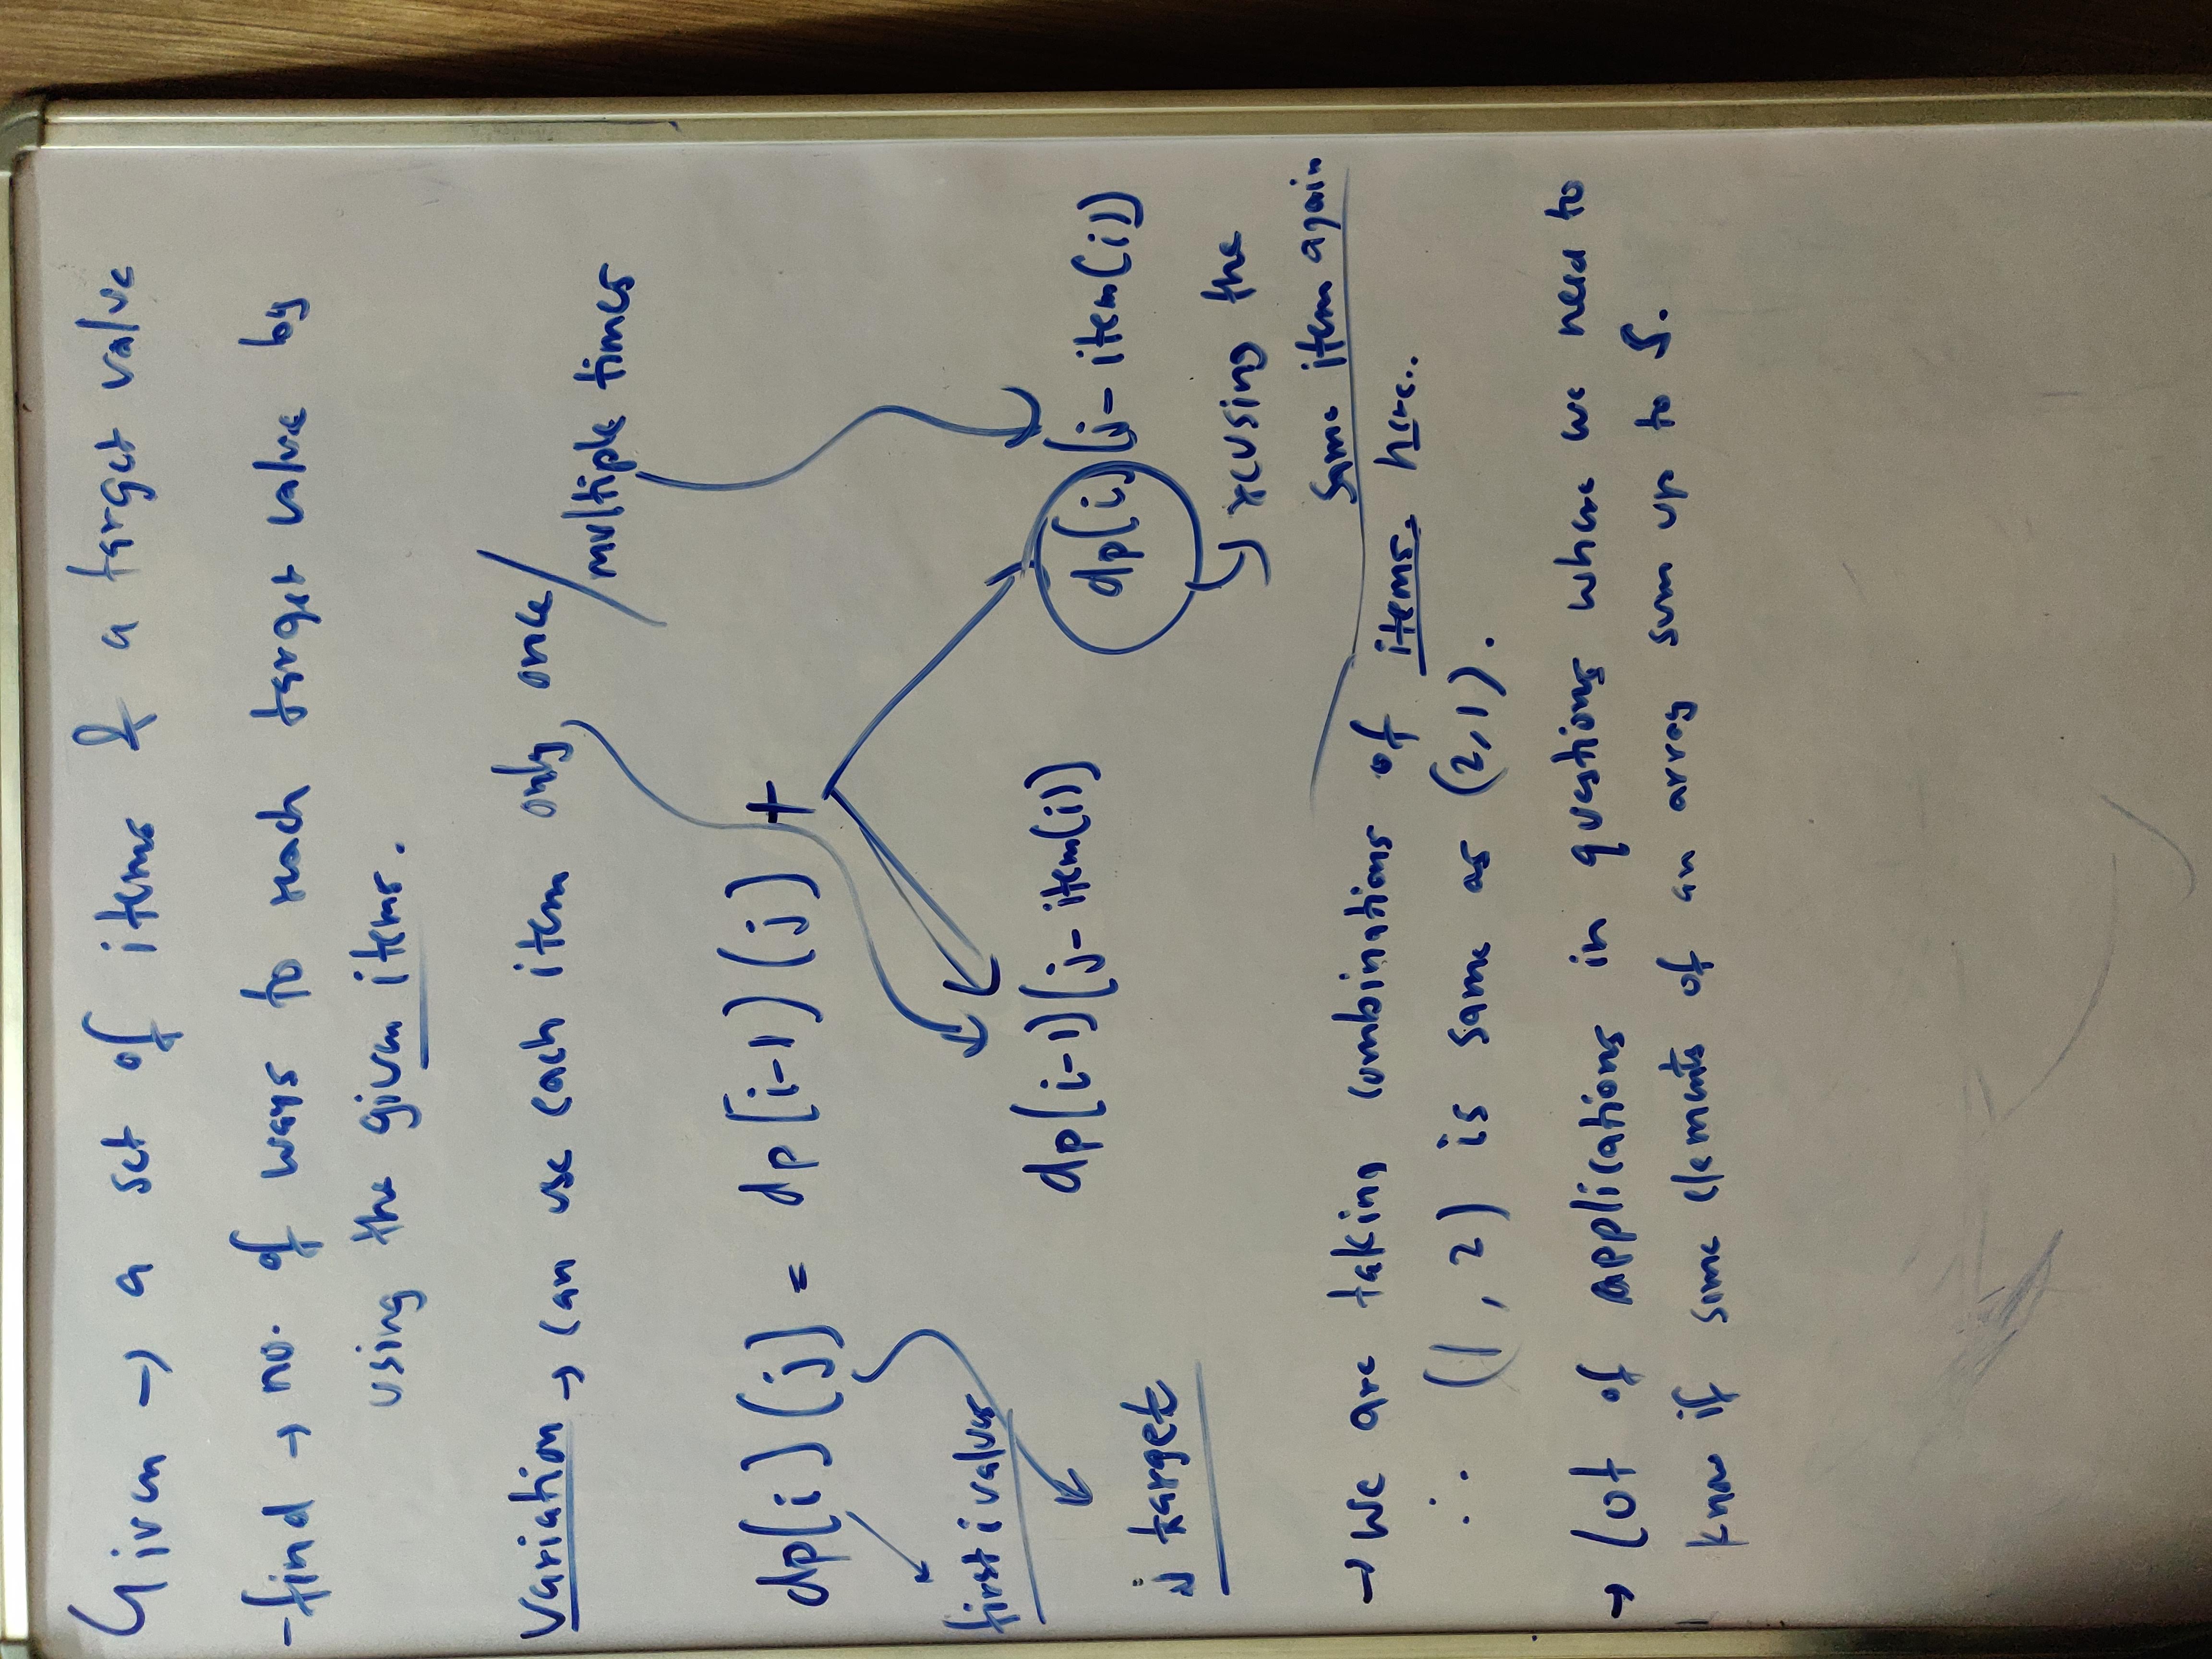 Given → a set of items & a target value
-find → no. of ways to reach target value by
using the given items.
Variation → can use each item only once/
multiple times
dp[i)(j) = dp[i-1)(j) +
first i values
dp(i-1)(j-item(i))
dp(i)(j-item(i))
j target
reusing the
same item again
→ we are taking combinations of items. here..
∴ (1, 2) is same as (2,1).
→ lot of applications in questions where we need to
know if some elements of an array sum up to S.